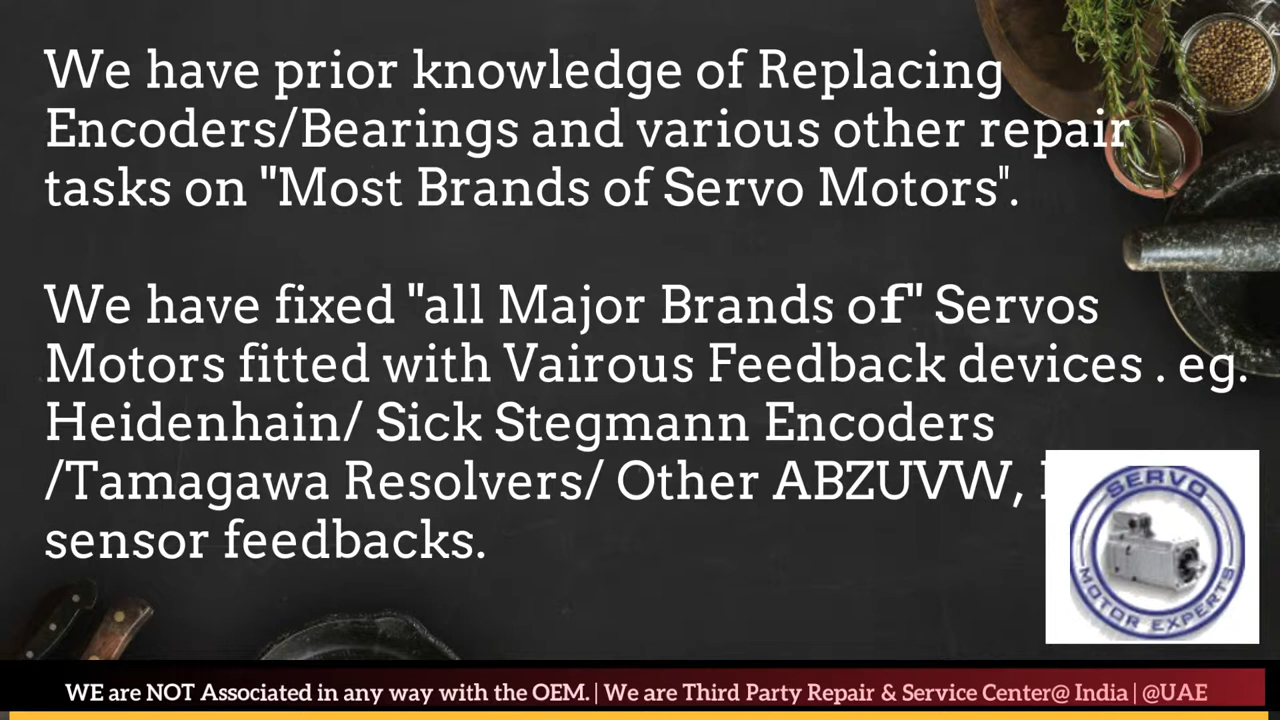 We have prior knowledge of Replacing
Encoders/Bearings and various other repair
tasks on "Most Brands of Servo Motors".
We have fixed "all Major Brands of" Servos
Motors fitted with Vairous Feedback devices . eg.
Heidenhain/ Sick Stegmann Encoders
/Tamagawa Resolvers/ Other ABZUVW,
sensor feedbacks.
SERVO
MOTOR EXPERTS
WE are NOT Associated in any way with the OEM. | We are Third Party Repair & Service Center@ India | @UAE